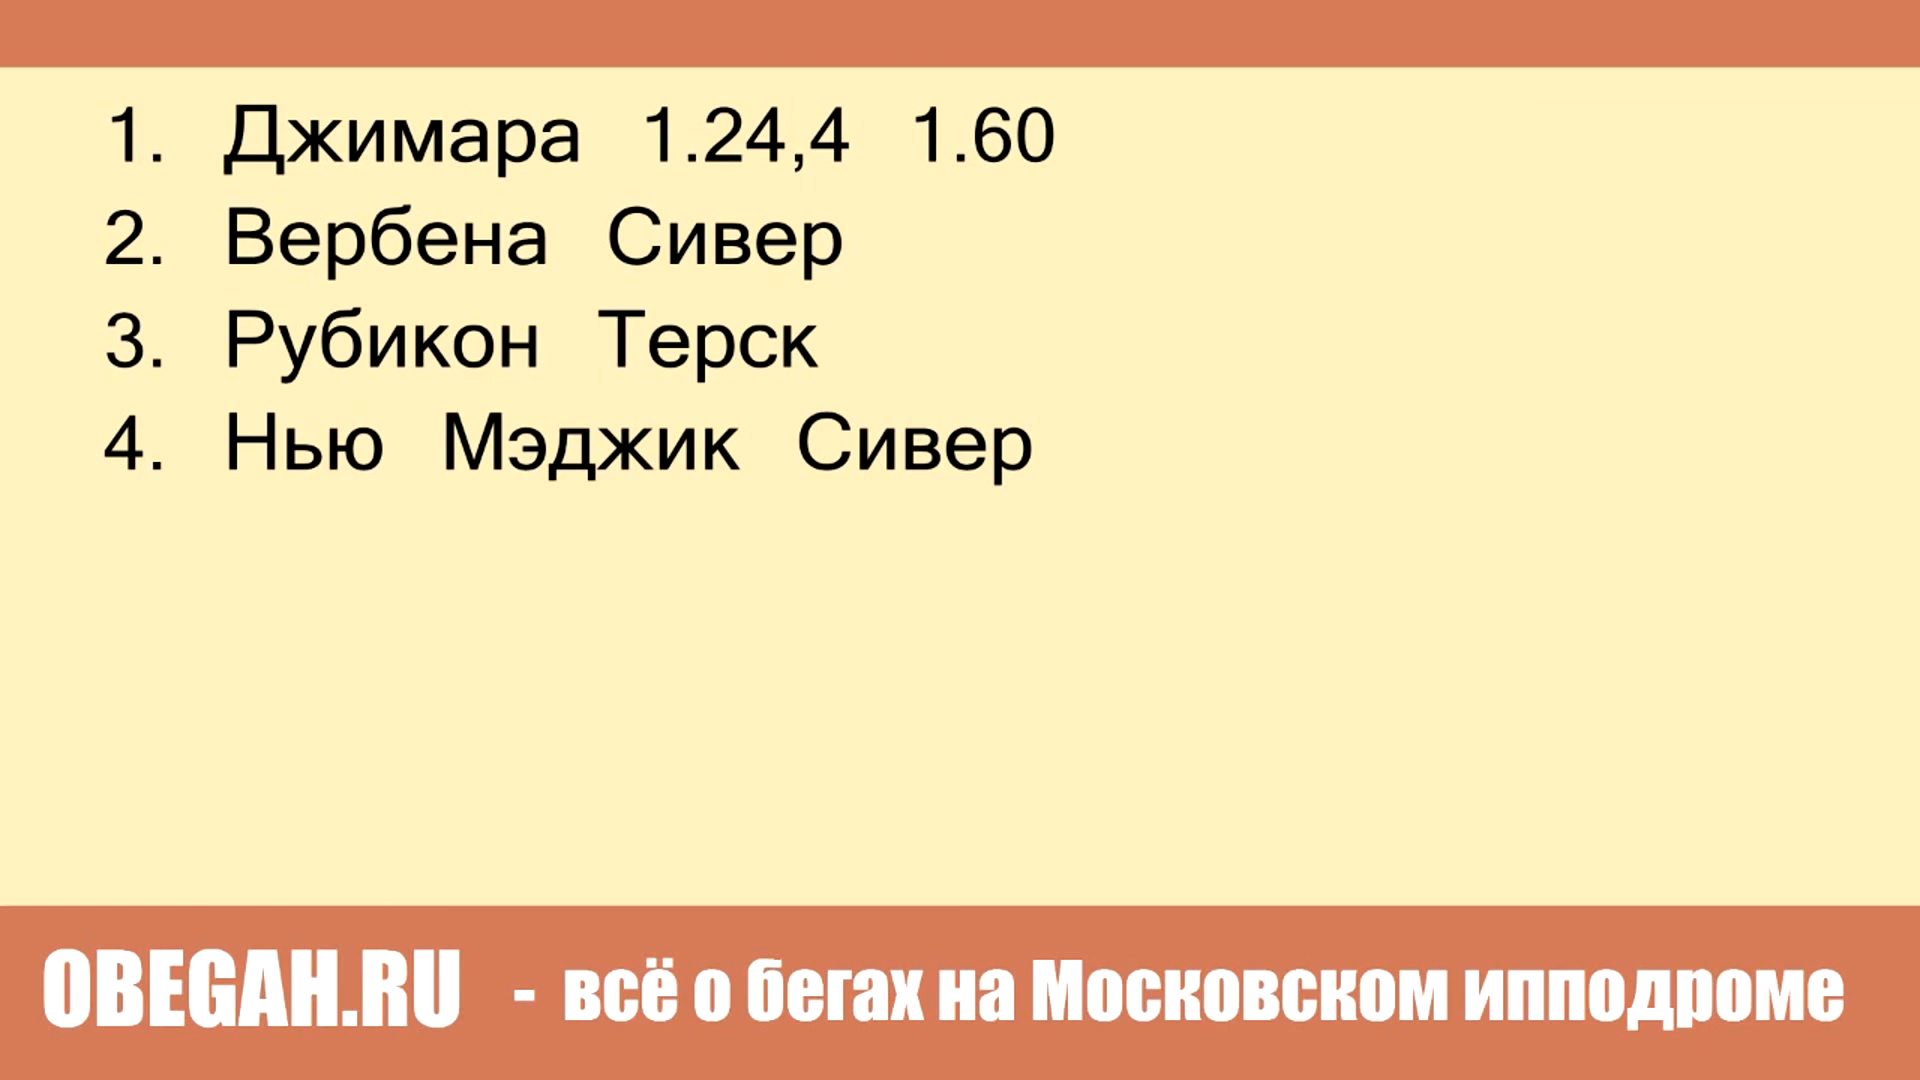 1. Джимара 1.24,4 1.60
2. Вербена Сивер
3. Рубикон Терск
4. Нью Мэджик Сивер
OBEGAH.RU - всё о бегах на Московском ипподроме